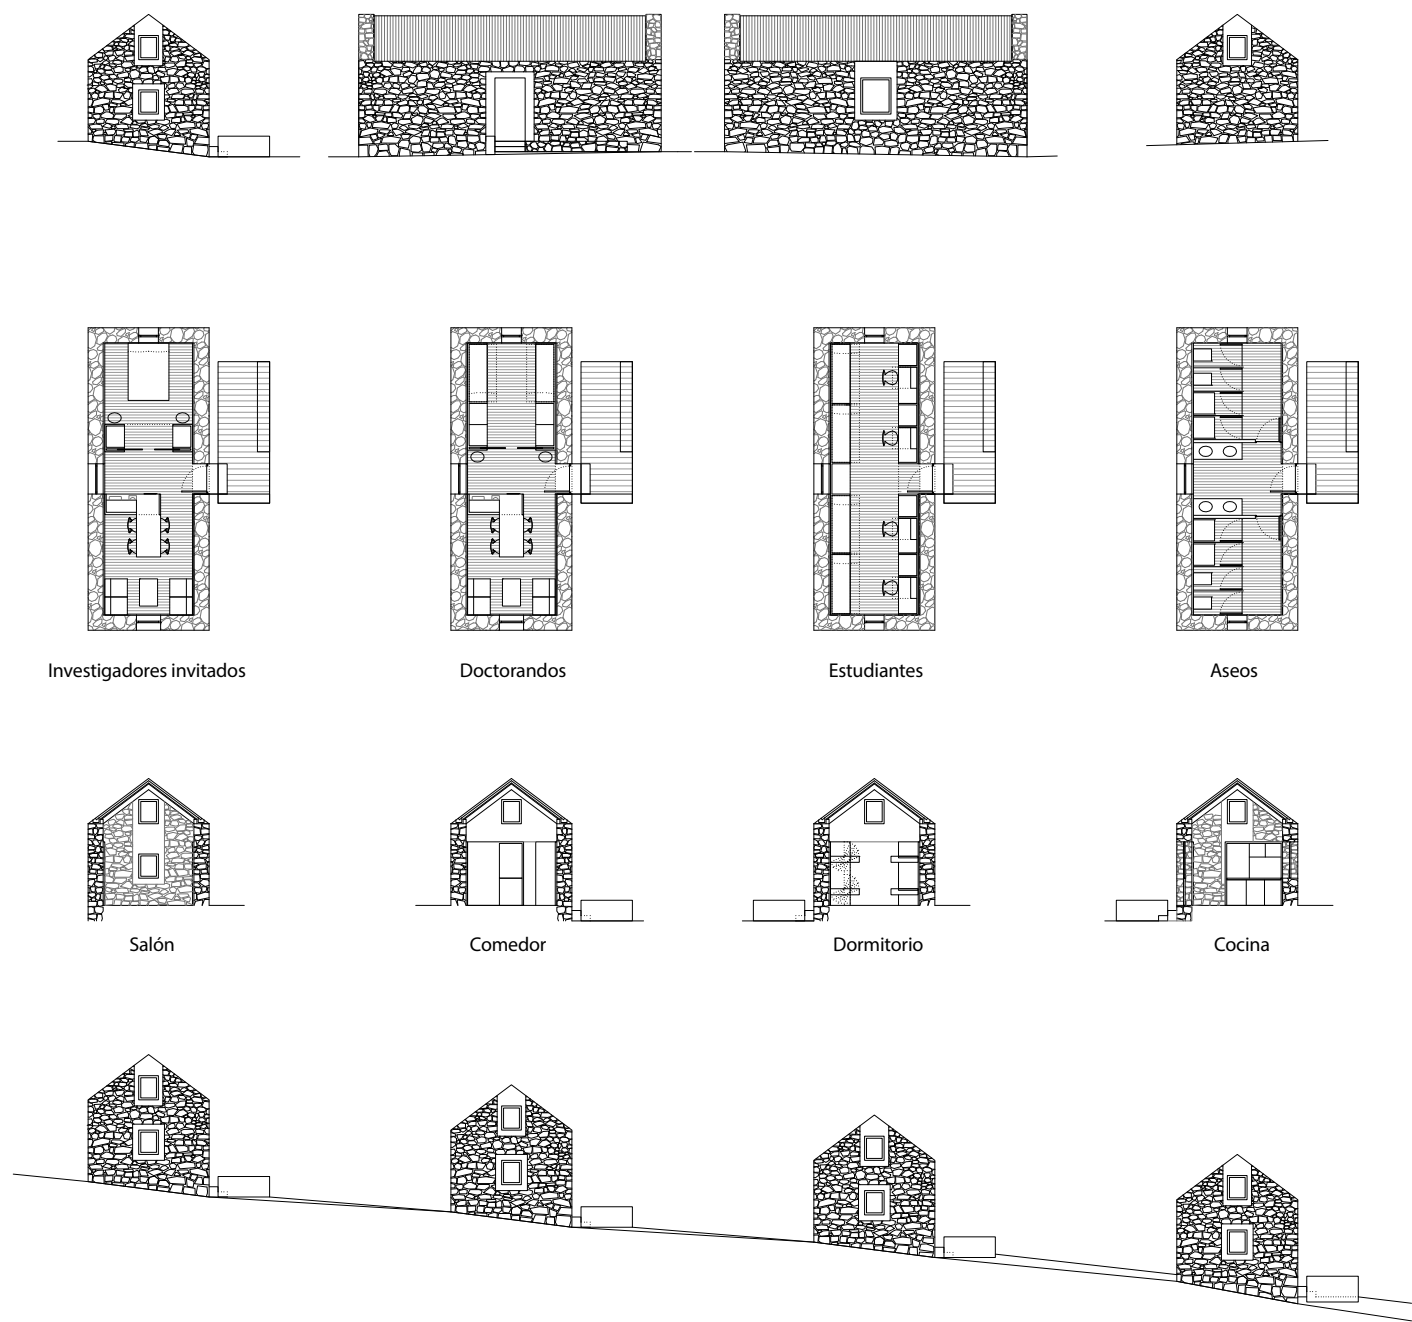 Investigadores invitados
Doctorandos
Estudiantes
Aseos
Salón
Comedor
Dormitorio
Cocina